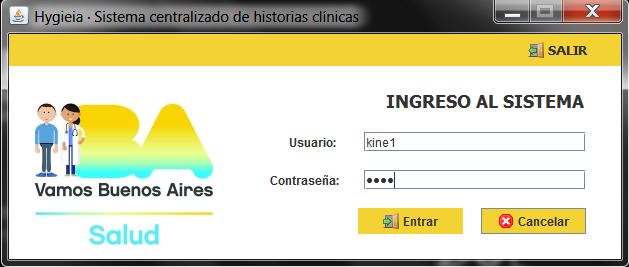 Hygieia · Sistema centralizado de historias clínicas
SALIR
INGRESO AL SISTEMA
BA
Vamos Buenos Aires
Salud
Usuario: kine1
Contraseña: ●●●●
Entrar Cancelar